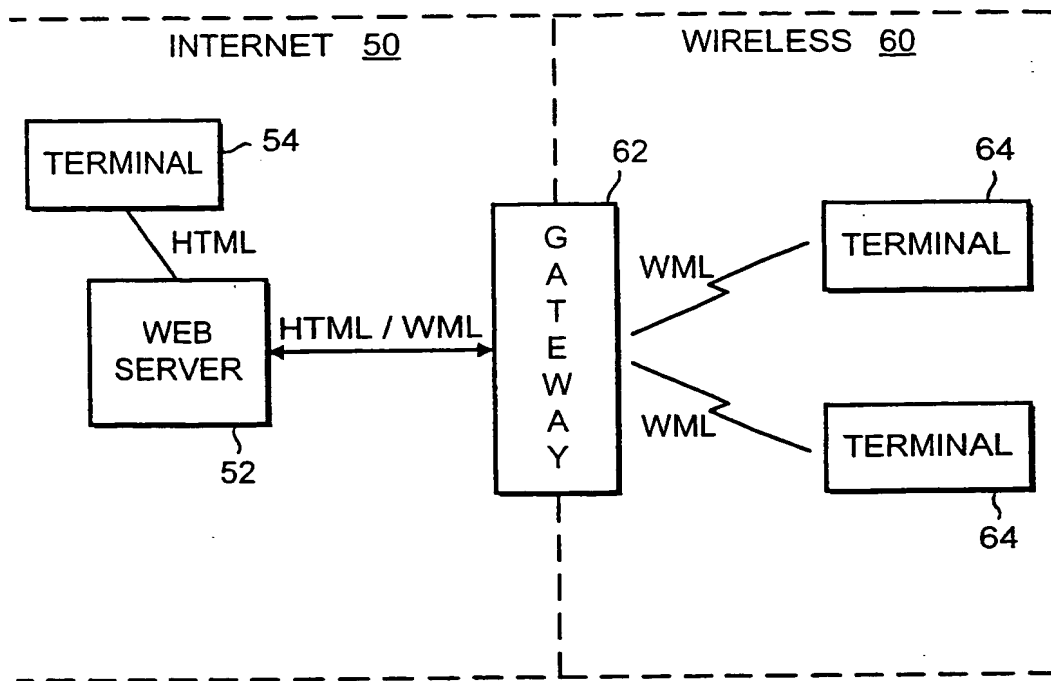 INTERNET 50
WIRELESS 60
TERMINAL
54
HTML
WEB
SERVER
52
HTML / WML
62
GATEWAY
WML
64
TERMINAL
WML
TERMINAL
64